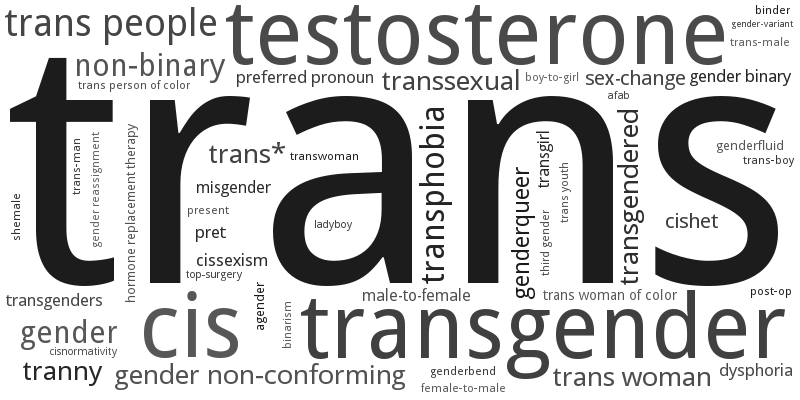 trans people
testosterone
binder
gender-variant
trans-male
non-binary
trans person of color
preferred pronoun
transsexual
boy-to-girl
sex-change
gender binary
afab
trans
trans-man
gender reassignment
hormone replacement therapy
shemale
trans*
transwoman
misgender
present
pret
ladyboy
cissexism
top-surgery
transphobia
genderqueer
transgirl
third gender
trans youth
transgendered
genderfluid
trans-boy
cishet
transgenders
agender
binarism
male-to-female
trans woman of color
post-op
gender
cisnormativity
cis
transgender
tranny
gender non-conforming
genderbend
female-to-male
trans woman
dysphoria